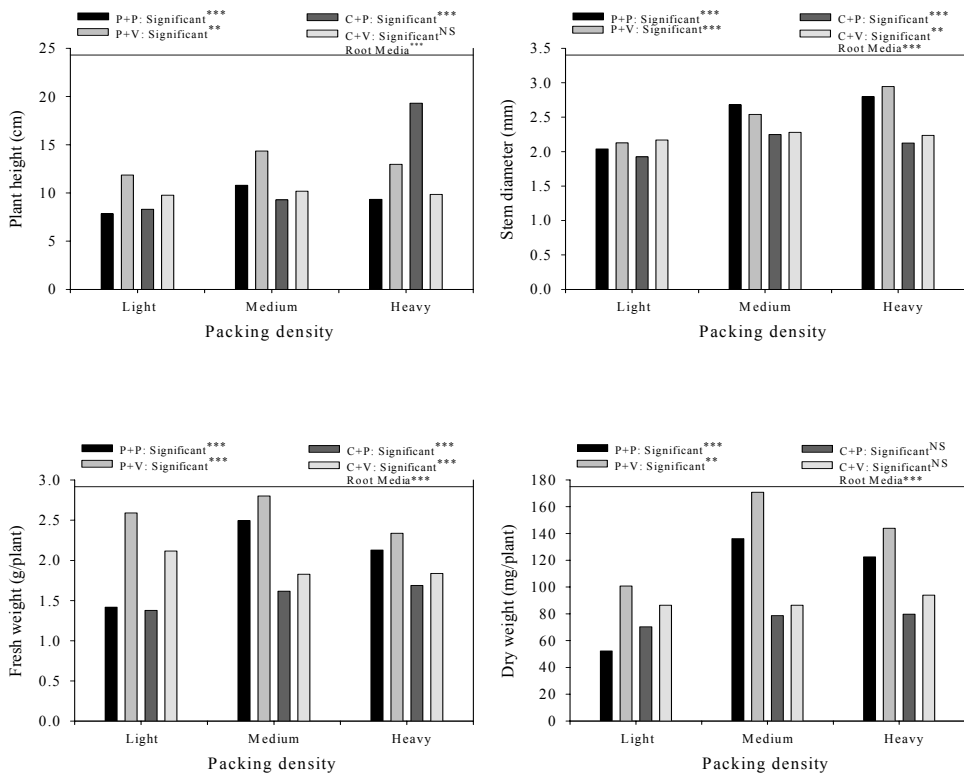 P+P: Significant*** C+P: Significant***
P+V: Significant** C+V: Significant NS
Root Media***
Plant height (cm)
25
20
15
10
5
0
Light Medium Heavy
Packing density
P+P: Significant*** C+P: Significant***
P+V: Significant*** C+V: Significant**
Root Media***
Stem diameter (mm)
3.5
3.0
2.5
2.0
1.5
1.0
0.5
0.0
Light Medium Heavy
Packing density
P+P: Significant*** C+P: Significant***
P+V: Significant*** C+V: Significant***
Root Media***
Fresh weight (g/plant)
3.0
2.5
2.0
1.5
1.0
0.5
0.0
Light Medium Heavy
Packing density
P+P: Significant*** C+P: Significant NS
P+V: Significant** C+V: Significant NS
Root Media***
Dry weight (mg/plant)
180
160
140
120
100
80
60
40
20
0
Light Medium Heavy
Packing density